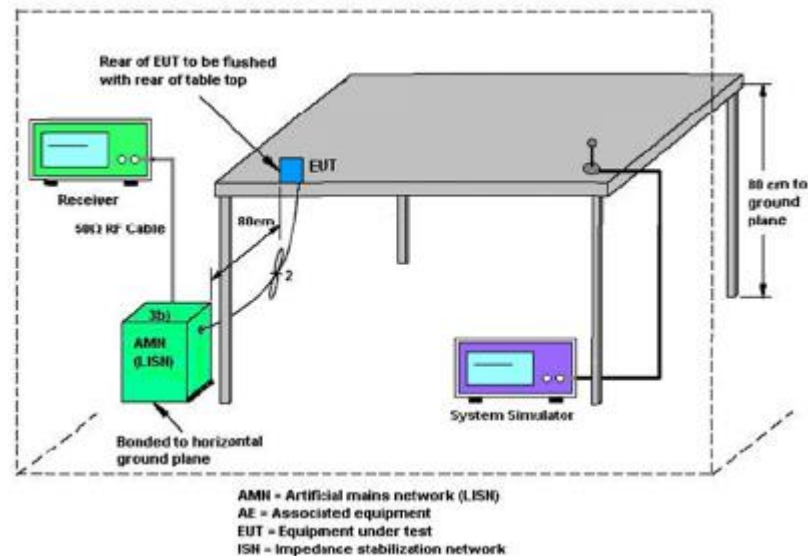 Rear of EUT to be flushed
with rear of table top
EUT
Receiver
50Ω RF Cable
80cm
2
80 cm to
ground
plane
3b)
AMN
(LISN)
System Simulator
Bonded to horizontal
ground plane
AMN = Artificial mains network (LISN)
AE = Associated equipment
EUT = Equipment under test
ISN = Impedance stabilization network